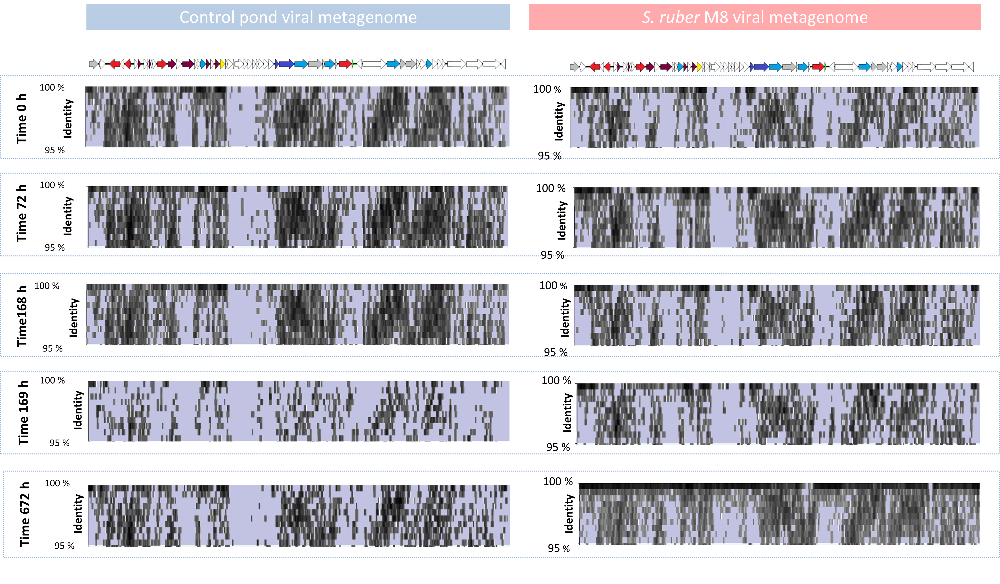 Control pond viral metagenome
S. ruber M8 viral metagenome
Time 0 h
100 %
Identity
95 %
100 %
Identity
95 %
Time 72 h
100 %
Identity
95 %
100 %
Identity
95 %
Time168 h
100 %
Identity
95 %
100 %
Identity
95 %
Time 169 h
100 %
Identity
95 %
100 %
Identity
95 %
Time 672 h
100 %
Identity
95 %
100 %
Identity
95 %